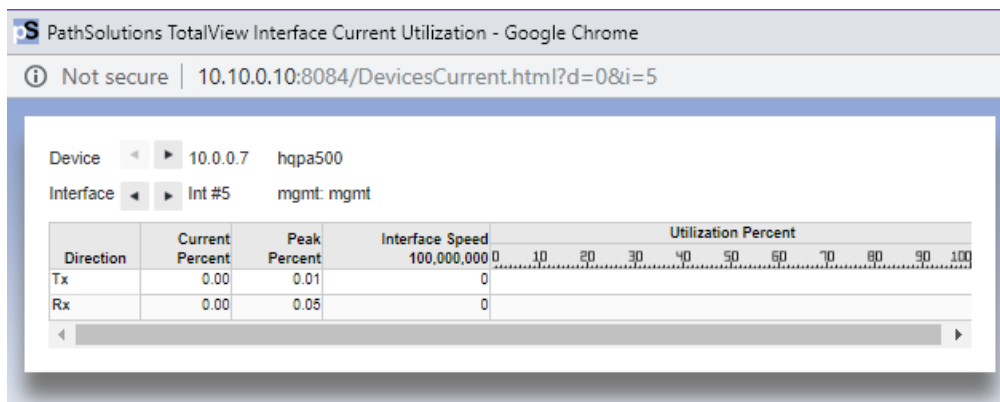 pS PathSolutions TotalView Interface Current Utilization - Google Chrome
Not secure | 10.10.0.10:8084/DevicesCurrent.html?d=0&i=5
Device 10.0.0.7 hqpa500
Interface Int #5 mgmt: mgmt
Utilization Percent
Current Peak Interface Speed
Direction Percent Percent 100,000,000 0 10 20 30 40 50 60 70 80 90 100
Tx 0.00 0.01 0
Rx 0.00 0.05 0